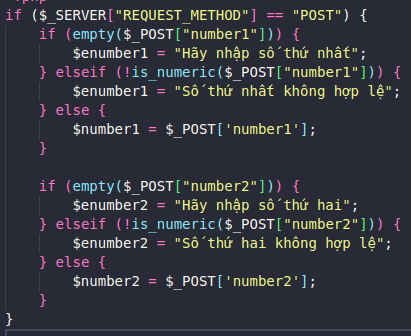 if ($_SERVER["REQUEST_METHOD"] == "POST") {
    if (empty($_POST["number1"])) {
        $enumber1 = "Hãy nhập số thứ nhất";
    } elseif (!is_numeric($_POST["number1"])) {
        $enumber1 = "Số thứ nhất không hợp lệ";
    } else {
        $number1 = $_POST['number1'];
    }

    if (empty($_POST["number2"])) {
        $enumber2 = "Hãy nhập số thứ hai";
    } elseif (!is_numeric($_POST["number2"])) {
        $enumber2 = "Số thứ hai không hợp lệ";
    } else {
        $number2 = $_POST['number2'];
    }
}